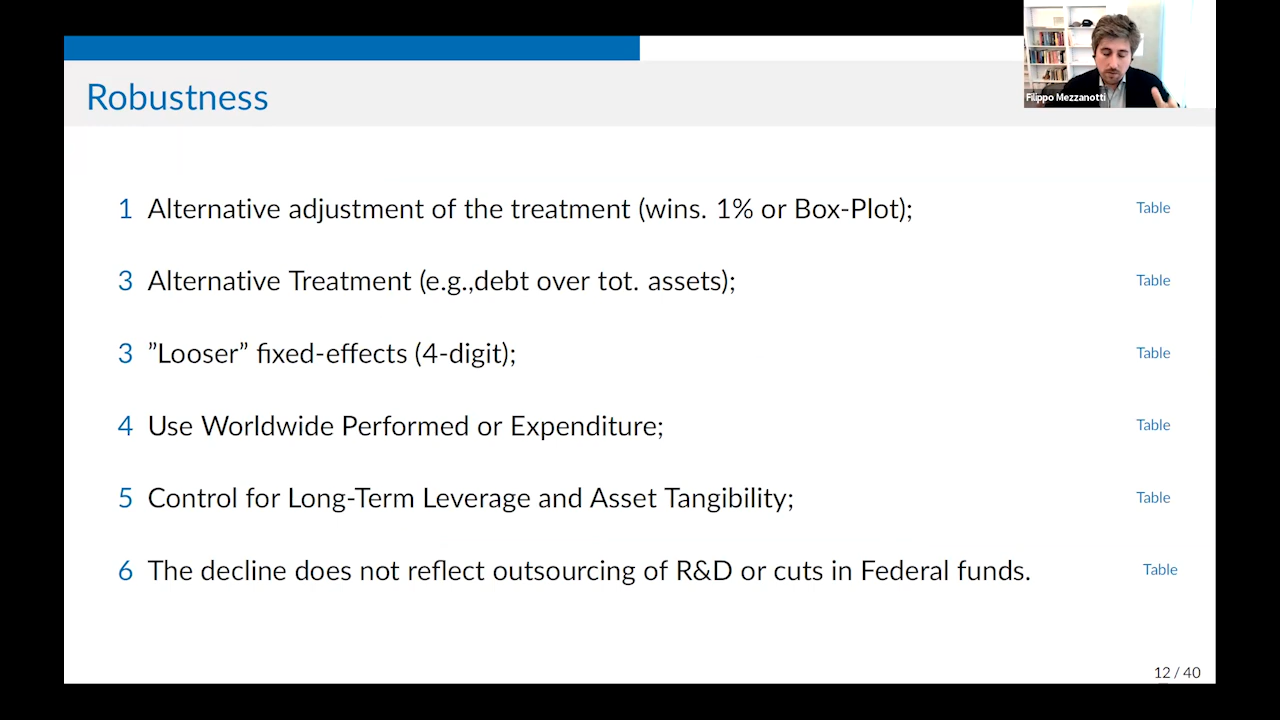 Robustness
Filippo Mezzanotti
1 Alternative adjustment of the treatment (wins. 1% or Box-Plot); Table
3 Alternative Treatment (e.g.,debt over tot. assets); Table
3 ”Looser” fixed-effects (4-digit); Table
4 Use Worldwide Performed or Expenditure; Table
5 Control for Long-Term Leverage and Asset Tangibility; Table
6 The decline does not reflect outsourcing of R&D or cuts in Federal funds. Table
12 / 40